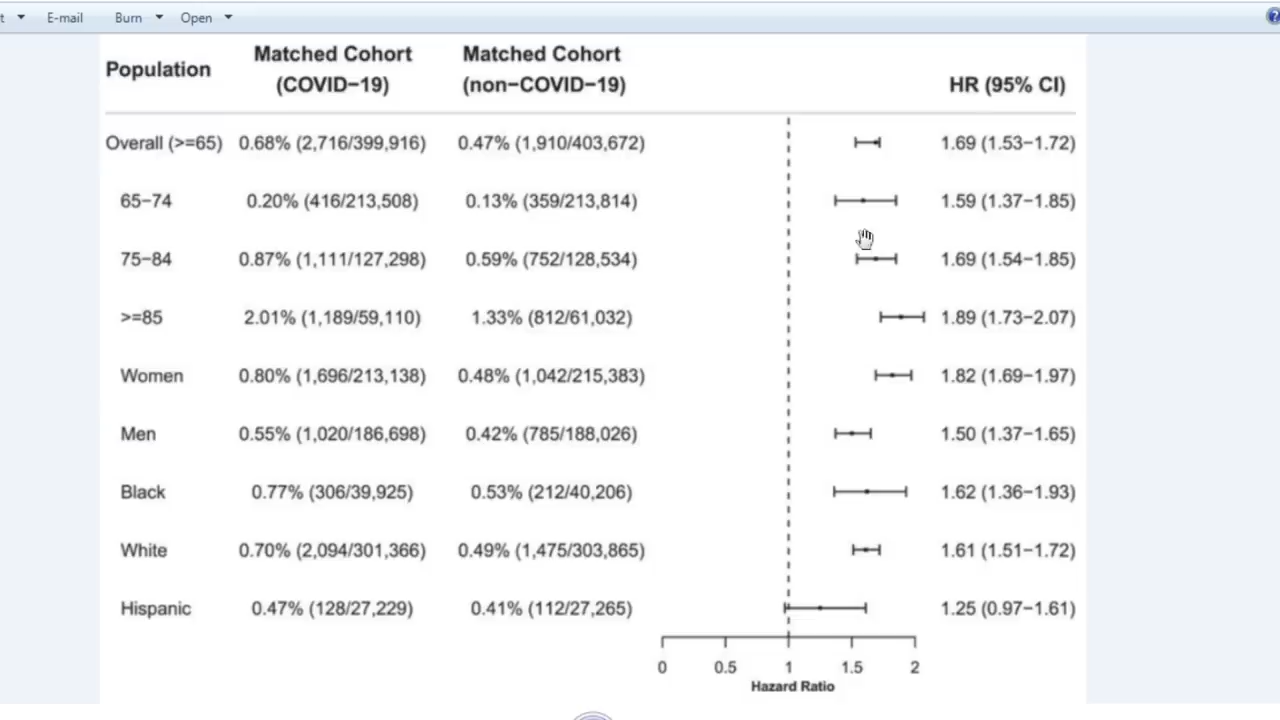 t E-mail Burn Open ?
Population Matched Cohort (COVID−19) Matched Cohort (non−COVID−19) HR (95% CI)
Overall (>=65) 0.68% (2,716/399,916) 0.47% (1,910/403,672) 1.69 (1.53−1.72)
65−74 0.20% (416/213,508) 0.13% (359/213,814) 1.59 (1.37−1.85)
75−84 0.87% (1,111/127,298) 0.59% (752/128,534) 1.69 (1.54−1.85)
>=85 2.01% (1,189/59,110) 1.33% (812/61,032) 1.89 (1.73−2.07)
Women 0.80% (1,696/213,138) 0.48% (1,042/215,383) 1.82 (1.69−1.97)
Men 0.55% (1,020/186,698) 0.42% (785/188,026) 1.50 (1.37−1.65)
Black 0.77% (306/39,925) 0.53% (212/40,206) 1.62 (1.36−1.93)
White 0.70% (2,094/301,366) 0.49% (1,475/303,865) 1.61 (1.51−1.72)
Hispanic 0.47% (128/27,229) 0.41% (112/27,265) 1.25 (0.97−1.61)
0 0.5 1 1.5 2
Hazard Ratio